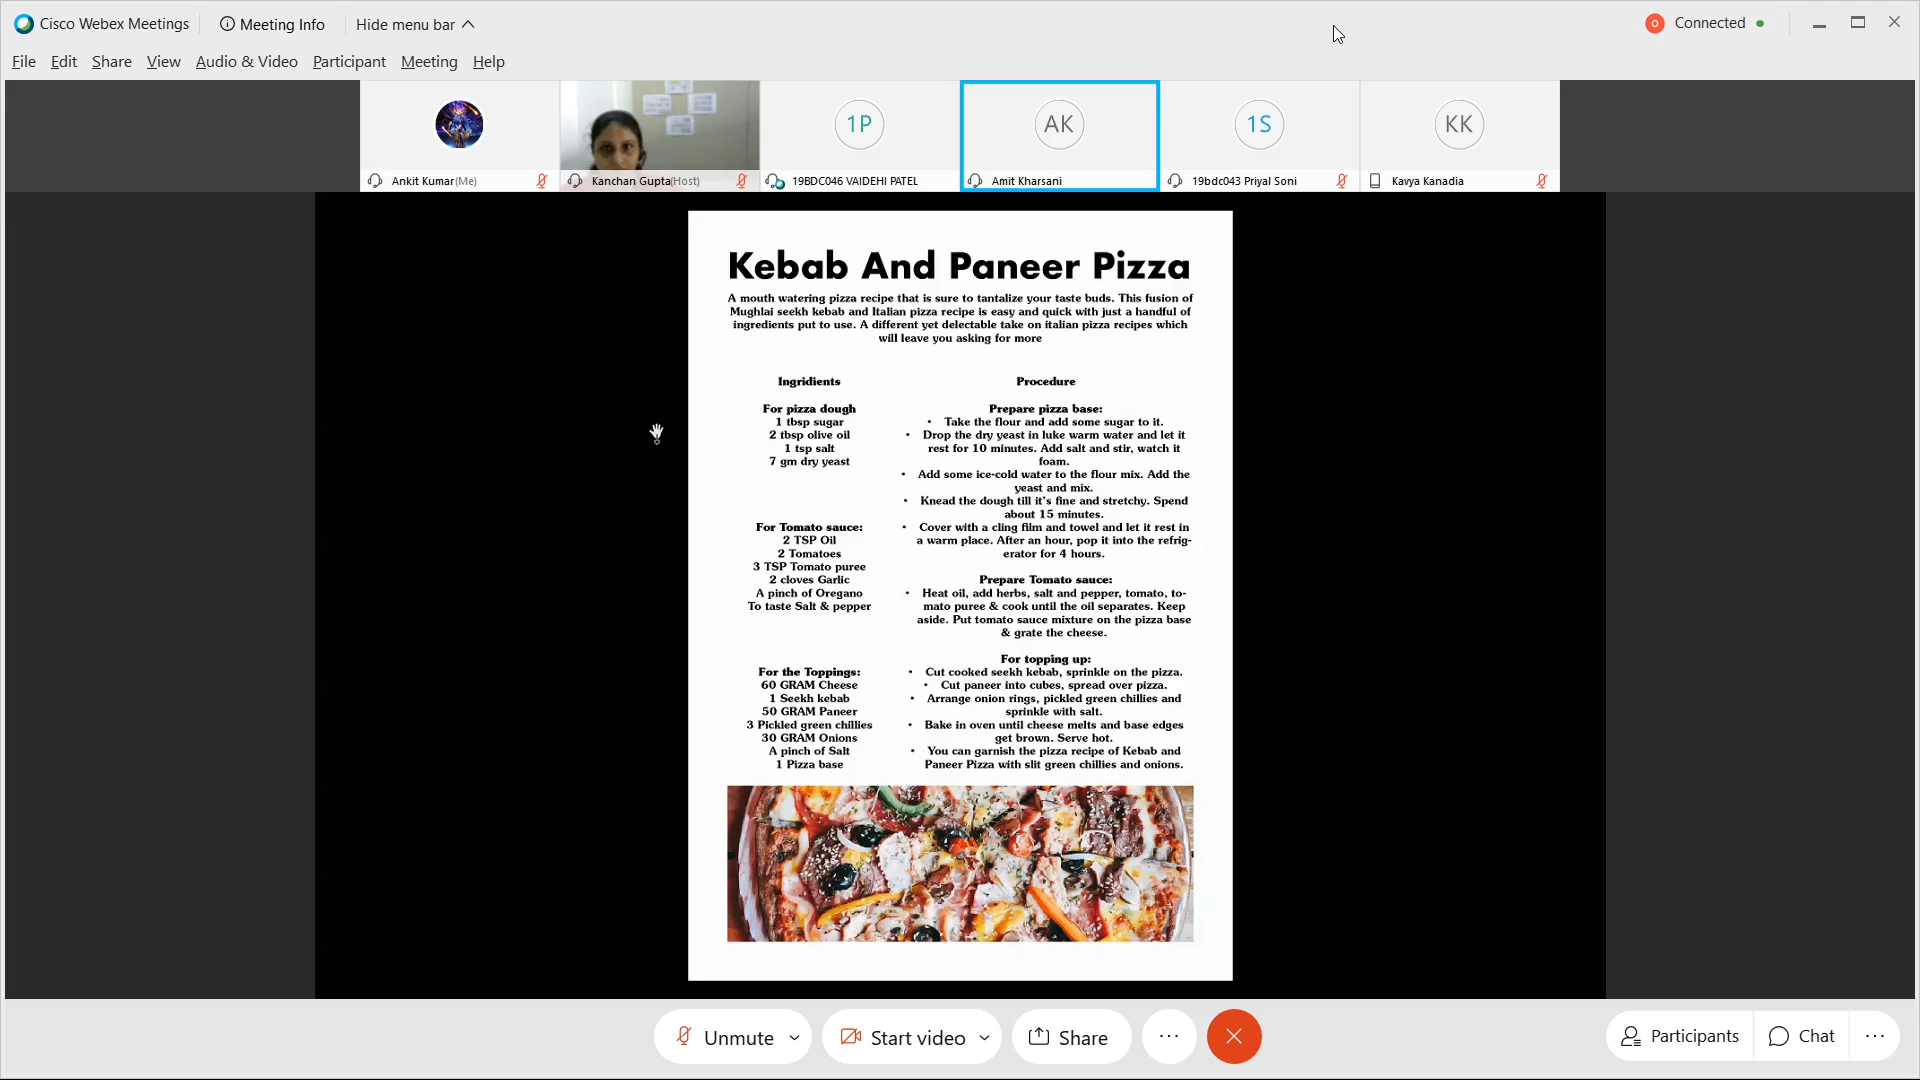 Cisco Webex Meetings
Meeting Info
Hide menu bar
Connected
File Edit Share View Audio & Video Participant Meeting Help
1P
AK
1S
KK
Ankit Kumar(Me)
Kanchan Gupta(Host)
19BDC046 VAIDEHI PATEL
Amit Kharsani
19bdc043 Priyal Soni
Kavya Kanadia
Kebab And Paneer Pizza
A mouth watering pizza recipe that is sure to tantalize your taste buds. This fusion of
Mughlai seekh kebab and Italian pizza recipe is easy and quick with just a handful of
ingredients put to use. A different yet delectable take on italian pizza recipes which
will leave you asking for more
Ingridients
For pizza dough
1 tbsp sugar
2 tbsp olive oil
1 tsp salt
7 gm dry yeast
For Tomato sauce:
2 TSP Oil
2 Tomatoes
3 TSP Tomato puree
2 cloves Garlic
A pinch of Oregano
To taste Salt & pepper
For the Toppings:
60 GRAM Cheese
1 Seekh kebab
50 GRAM Paneer
3 Pickled green chillies
30 GRAM Onions
A pinch of Salt
1 Pizza base
Procedure
Prepare pizza base:
• Take the flour and add some sugar to it.
• Drop the dry yeast in luke warm water and let it
rest for 10 minutes. Add salt and stir, watch it
foam.
• Add some ice-cold water to the flour mix. Add the
yeast and mix.
• Knead the dough till it's fine and stretchy. Spend
about 15 minutes.
• Cover with a cling film and towel and let it rest in
a warm place. After an hour, pop it into the refrig-
erator for 4 hours.
Prepare Tomato sauce:
• Heat oil, add herbs, salt and pepper, tomato, to-
mato puree & cook until the oil separates. Keep
aside. Put tomato sauce mixture on the pizza base
& grate the cheese.
For topping up:
• Cut cooked seekh kebab, sprinkle on the pizza.
• Cut paneer into cubes, spread over pizza.
• Arrange onion rings, pickled green chillies and
sprinkle with salt.
• Bake in oven until cheese melts and base edges
get brown. Serve hot.
• You can garnish the pizza recipe of Kebab and
Paneer Pizza with slit green chillies and onions.
Unmute
Start video
Share
Participants
Chat